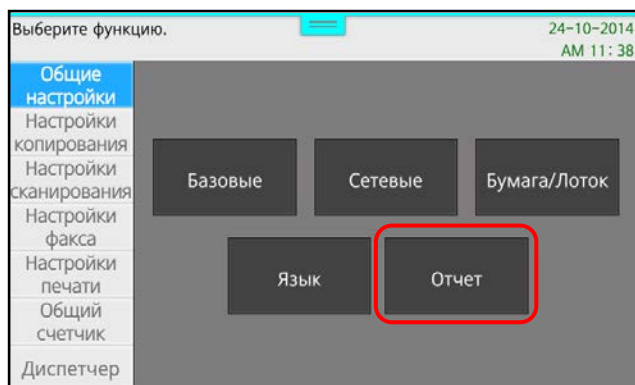 Выберите функцию.
24-10-2014
AM 11:38
Общие
настройки
Настройки
копирования
Настройки
сканирования
Настройки
факса
Настройки
печати
Общий
счетчик
Диспетчер
Базовые
Сетевые
Бумага/Лоток
Язык
Отчет